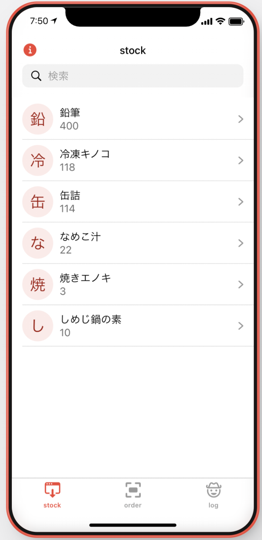 7:50
stock
検索
鉛 鉛筆
400
冷 冷凍キノコ
118
缶 缶詰
114
な なめこ汁
22
焼 焼きエノキ
3
し しめじ鍋の素
10
stock order log